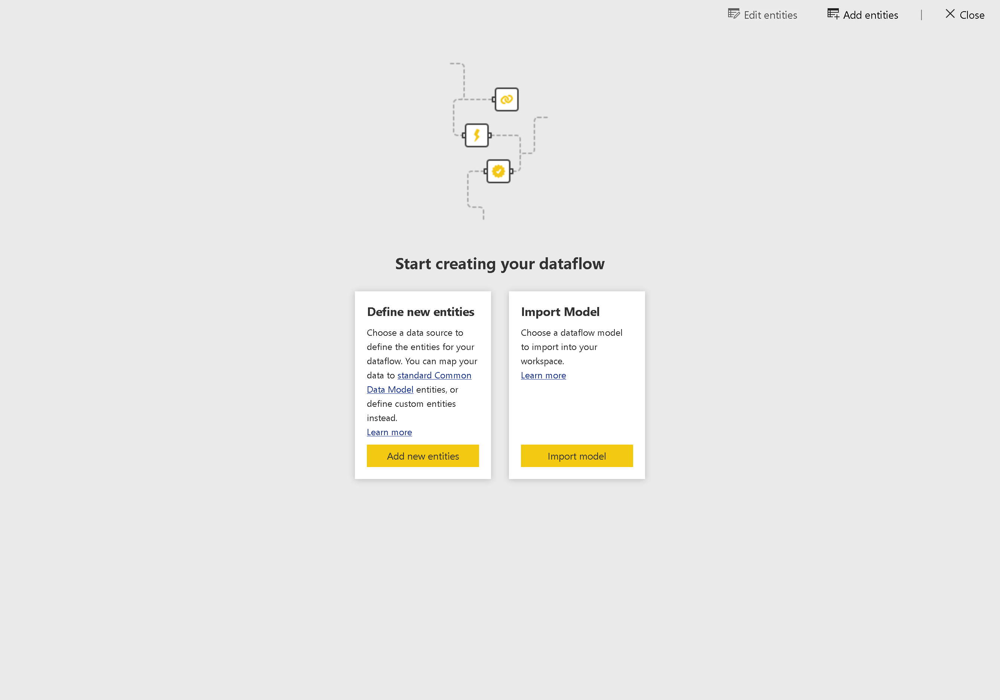 Edit entities
Add entities
Close
Start creating your dataflow
Define new entities
Choose a data source to
define the entities for your
dataflow. You can map your
data to standard Common
Data Model entities, or
define custom entities
instead.
Learn more
Add new entities
Import Model
Choose a dataflow model
to import into your
workspace.
Learn more
Import model